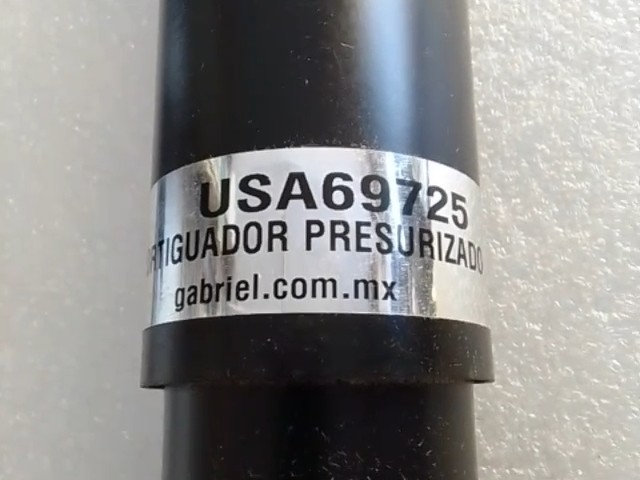 USA69725
RTIGUADOR PRESURIZADO
gabriel.com.mx